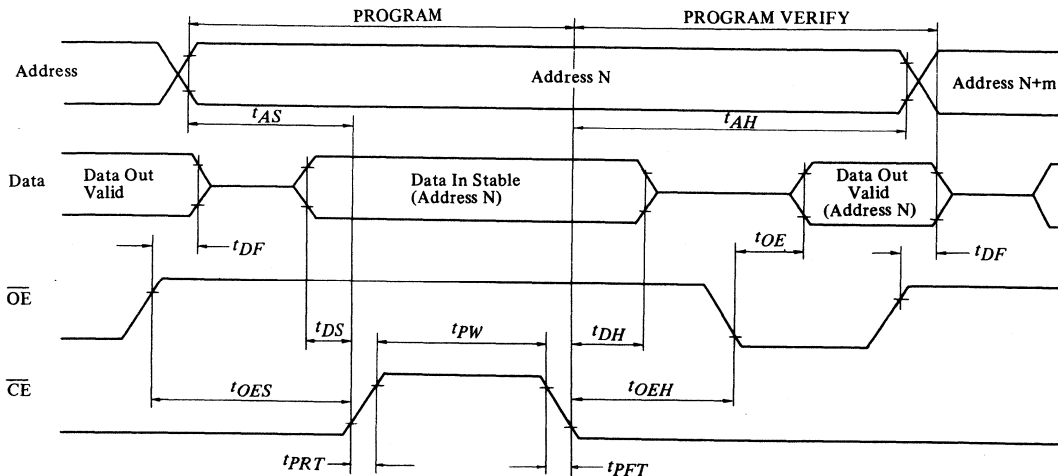 PROGRAM
PROGRAM VERIFY
Address
Address N
Address N+m
tAS
tAH
Data
Data Out
Valid
Data In Stable
(Address N)
Data Out
Valid
(Address N)
tDF
tOE
tDF
OE
tDS
tPW
tDH
CE
tOES
tOEH
tPRT
tPFT